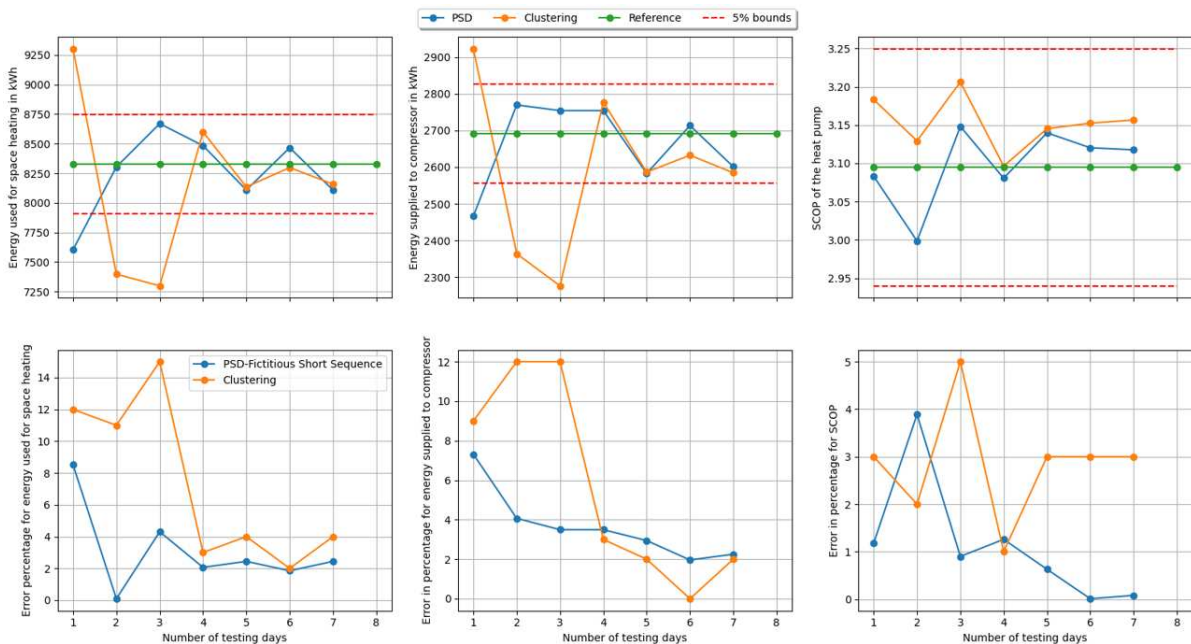 PSD Clustering Reference 5% bounds
Energy used for space heating in kWh
9250
9000
8750
8500
8250
8000
7750
7500
7250
Energy supplied to compressor in kWh
2900
2800
2700
2600
2500
2400
2300
SCOP of the heat pump
3.25
3.20
3.15
3.10
3.05
3.00
2.95
Error percentage for energy used for space heating
14
12
10
8
6
4
2
0
PSD-Fictitious Short Sequence
Clustering
1 2 3 4 5 6 7 8
Number of testing days
Error in percentage for energy supplied to compressor
12
10
8
6
4
2
0
1 2 3 4 5 6 7 8
Number of testing days
Error in percentage for SCOP
5
4
3
2
1
0
1 2 3 4 5 6 7 8
Number of testing days